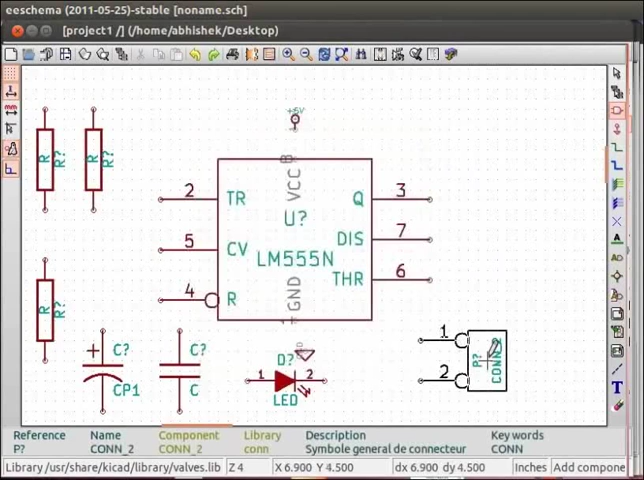 eeschema (2011-05-25)-stable [noname.sch]
[project1 /] (/home/abhishek/Desktop)
+5V
R
R?
R
R?
2
TR
VCC
8
Q
3
U?
DIS
7
5
CV
LM555N
THR
6
4
R
GND
1
R
R?
C?
CP1
C?
C
D?
1
2
LED
1
2
P?
CONN_2
Reference
Name
Component
Library
Description
Key words
P?
CONN_2
CONN_2
conn
Symbole general de connecteur
CONN
Library/usr/share/kicad/library/valves.lib
Z 4
X 6.900 Y 4.500
dx 6.900 dy 4.500
Inches
Add compone